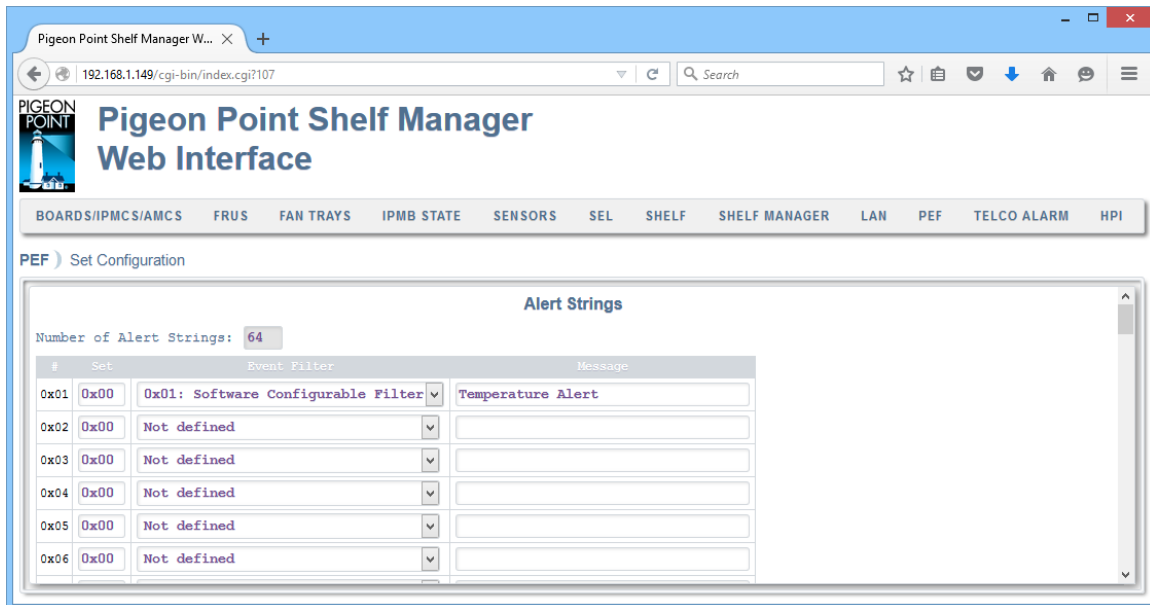 Pigeon Point Shelf Manager W...
192.168.1.149/cgi-bin/index.cgi?107
Search
PIGEON
POINT
Pigeon Point Shelf Manager
Web Interface
BOARDS/IPMCS/AMCS FRUS FAN TRAYS IPMB STATE SENSORS SEL SHELF SHELF MANAGER LAN PEF TELCO ALARM HPI
PEF ) Set Configuration
Alert Strings
Number of Alert Strings: 64
# Set Event Filter Message
0x01 0x00 0x01: Software Configurable Filter Temperature Alert
0x02 0x00 Not defined
0x03 0x00 Not defined
0x04 0x00 Not defined
0x05 0x00 Not defined
0x06 0x00 Not defined